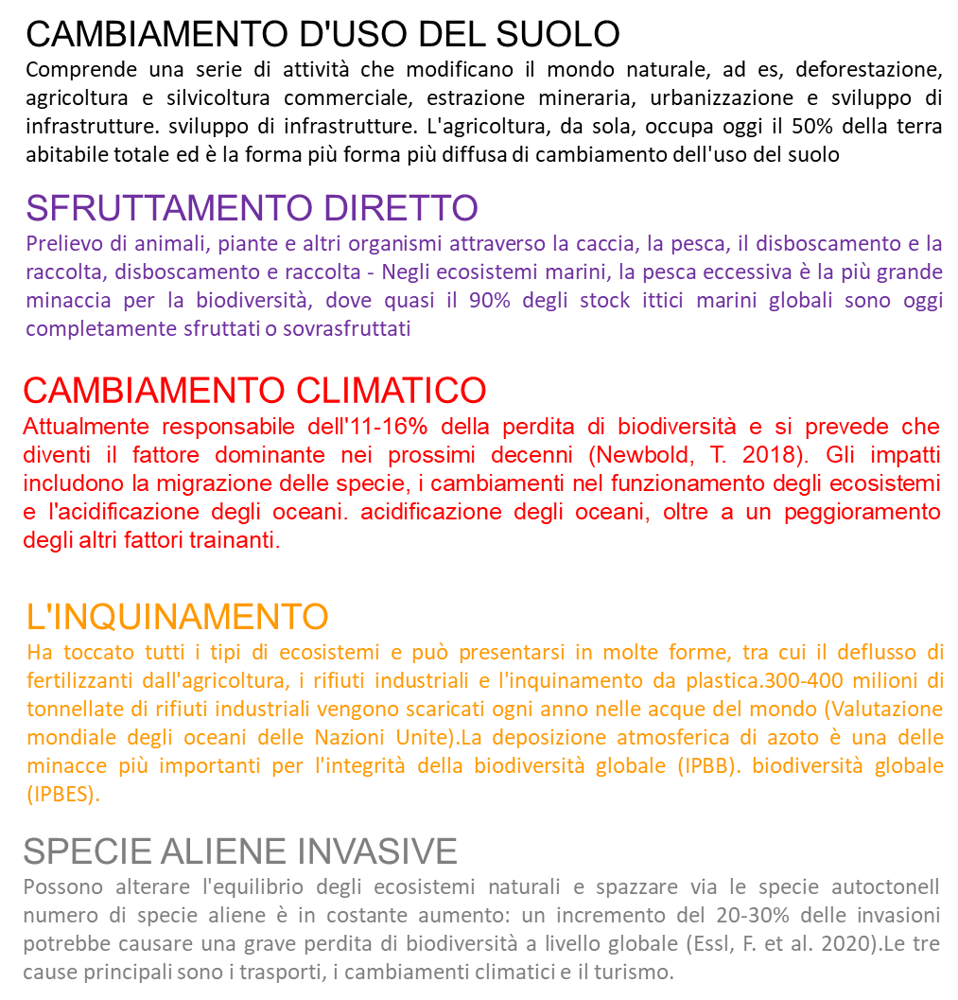 CAMBIAMENTO D'USO DEL SUOLO
Comprende una serie di attività che modificano il mondo naturale, ad es, deforestazione,
agricoltura e silvicoltura commerciale, estrazione mineraria, urbanizzazione e sviluppo di
infrastrutture. sviluppo di infrastrutture. L'agricoltura, da sola, occupa oggi il 50% della terra
abitabile totale ed è la forma più forma più diffusa di cambiamento dell'uso del suolo
SFRUTTAMENTO DIRETTO
Prelievo di animali, piante e altri organismi attraverso la caccia, la pesca, il disboscamento e la
raccolta, disboscamento e raccolta - Negli ecosistemi marini, la pesca eccessiva è la più grande
minaccia per la biodiversità, dove quasi il 90% degli stock ittici marini globali sono oggi
completamente sfruttati o sovrasfruttati
CAMBIAMENTO CLIMATICO
Attualmente responsabile dell'11-16% della perdita di biodiversità e si prevede che
diventi il fattore dominante nei prossimi decenni (Newbold, T. 2018). Gli impatti
includono la migrazione delle specie, i cambiamenti nel funzionamento degli ecosistemi
e l'acidificazione degli oceani. acidificazione degli oceani, oltre a un peggioramento
degli altri fattori trainanti.
L'INQUINAMENTO
Ha toccato tutti i tipi di ecosistemi e può presentarsi in molte forme, tra cui il deflusso di
fertilizzanti dall'agricoltura, i rifiuti industriali e l'inquinamento da plastica.300-400 milioni di
tonnellate di rifiuti industriali vengono scaricati ogni anno nelle acque del mondo (Valutazione
mondiale degli oceani delle Nazioni Unite).La deposizione atmosferica di azoto è una delle
minacce più importanti per l'integrità della biodiversità globale (IPBB). biodiversità globale
(IPBES).
SPECIE ALIENE INVASIVE
Possono alterare l'equilibrio degli ecosistemi naturali e spazzare via le specie autoctoneIl
numero di specie aliene è in costante aumento: un incremento del 20-30% delle invasioni
potrebbe causare una grave perdita di biodiversità a livello globale (Essl, F. et al. 2020).Le tre
cause principali sono i trasporti, i cambiamenti climatici e il turismo.